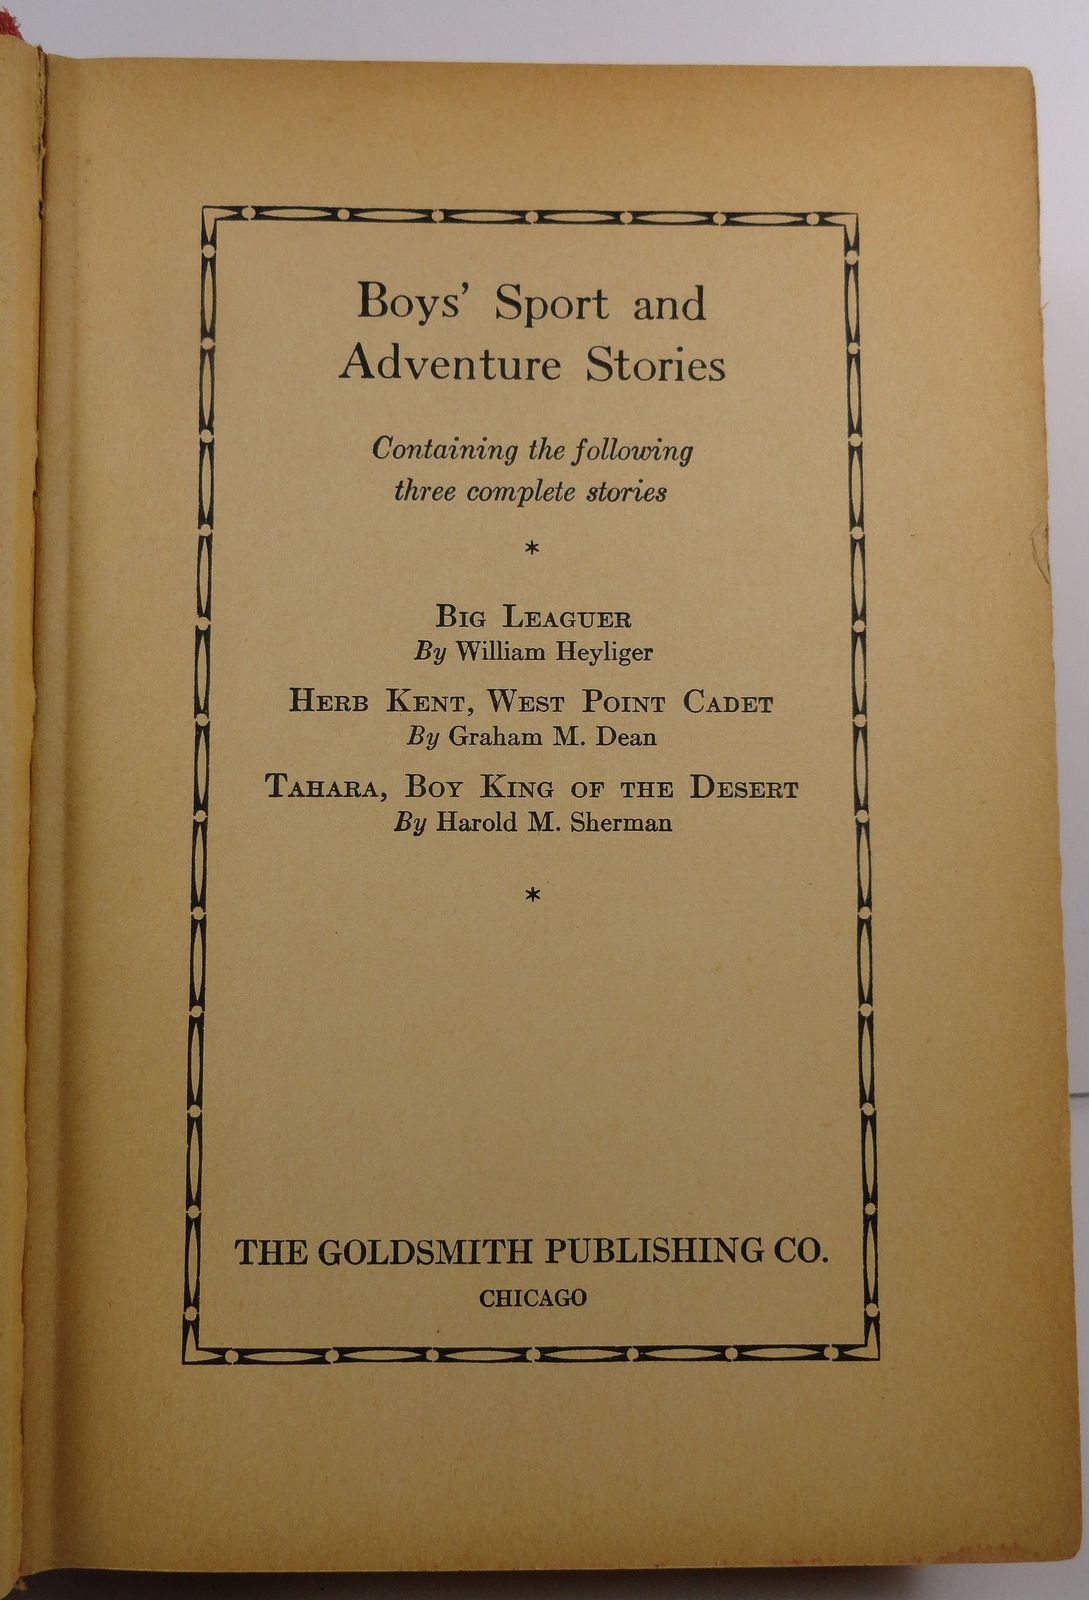 Boys' Sport and
Adventure Stories
Containing the following
three complete stories
*
BIG LEAGUER
By William Heyliger
HERB KENT, WEST POINT CADET
By Graham M. Dean
TAHARA, BOY KING OF THE DESERT
By Harold M. Sherman
*
THE GOLDSMITH PUBLISHING CO.
CHICAGO